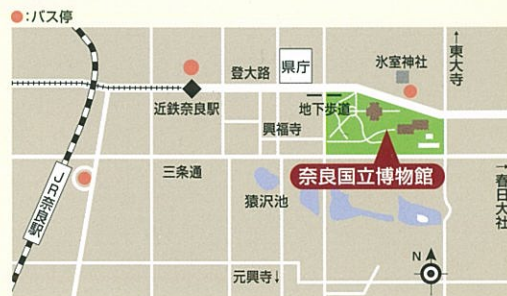 ●:バス停
↑東大寺
登大路
県庁
氷室神社
近鉄奈良駅
地下歩道
興福寺
三条通
奈良国立博物館
→春日大社
JR奈良駅
猿沢池
元興寺↓
N